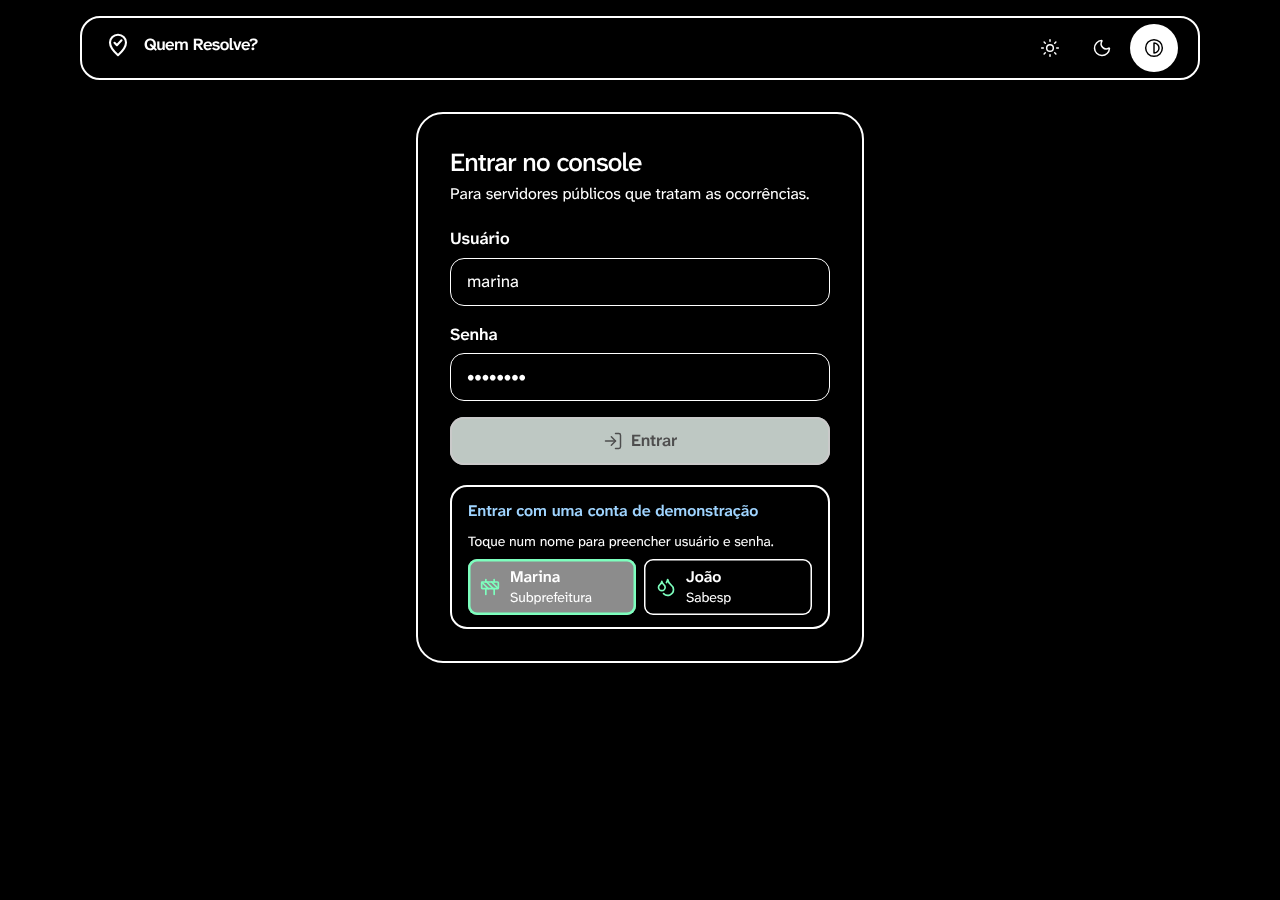 Quem Resolve?
Entrar no console
Para servidores públicos que tratam as ocorrências.
Usuário
marina
Senha
••••••••
Entrar
Entrar com uma conta de demonstração
Toque num nome para preencher usuário e senha.
Marina
Subprefeitura
João
Sabesp